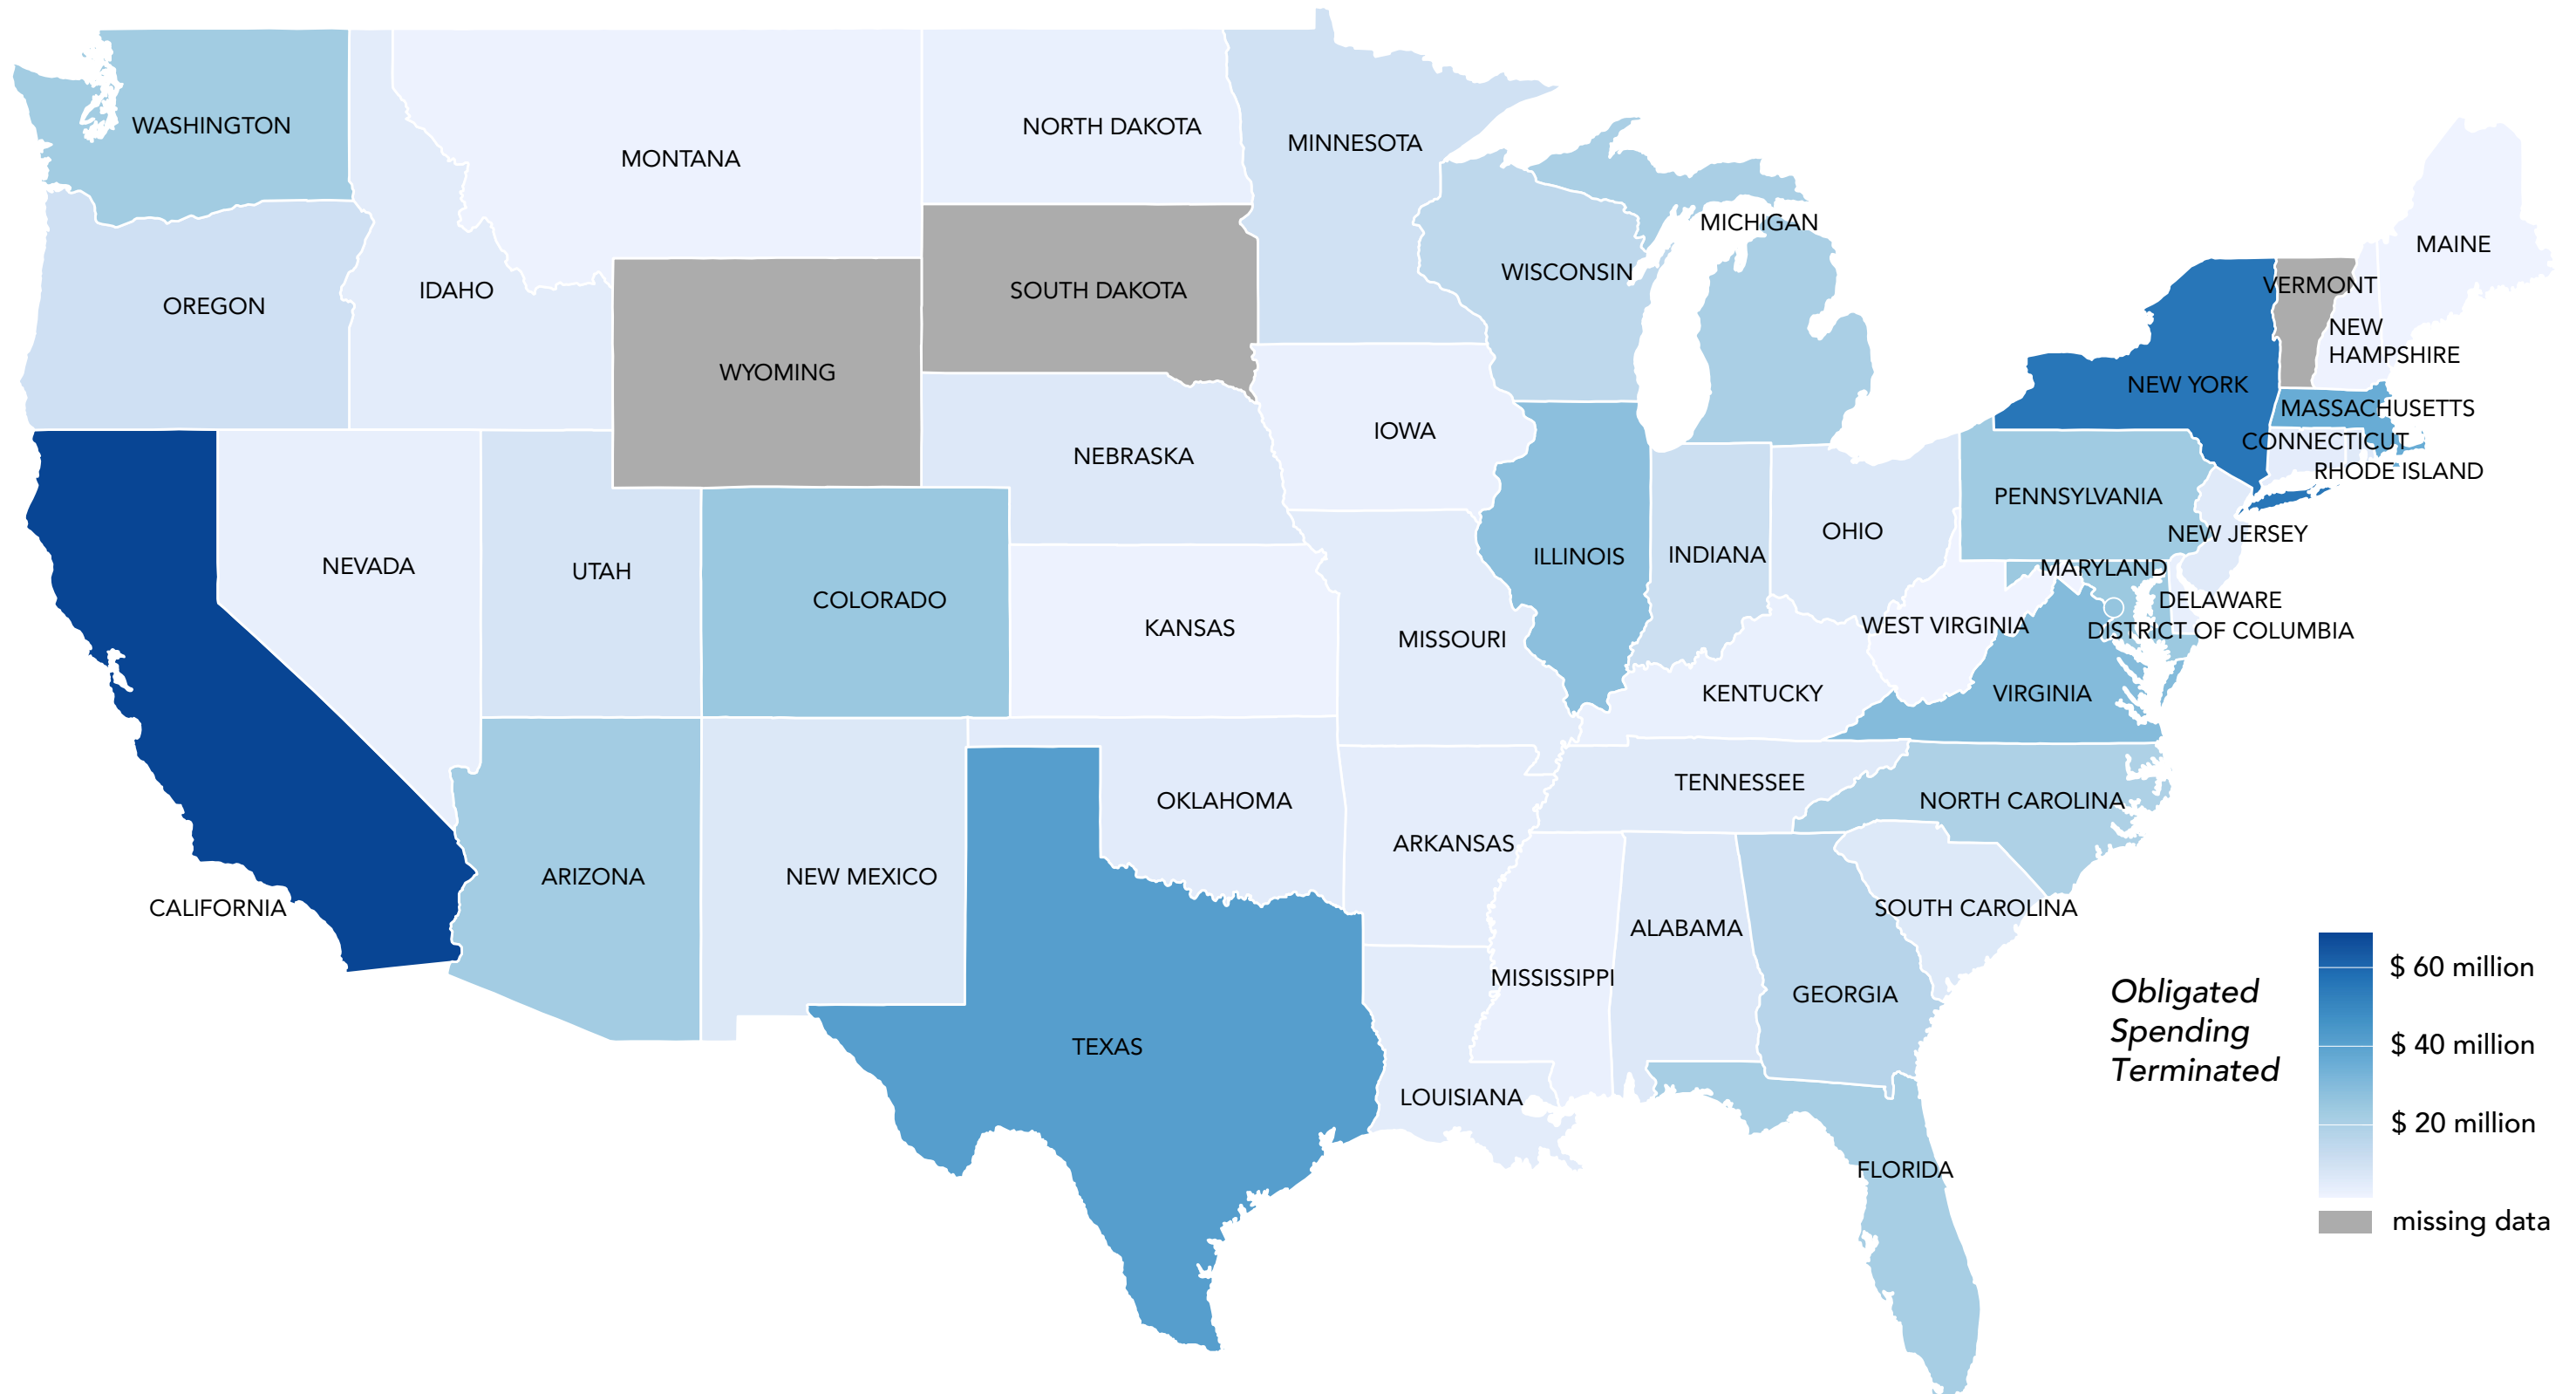 WASHINGTON
MONTANA
NORTH DAKOTA
MINNESOTA
MICHIGAN
MAINE
WISCONSIN
VERMONT
IDAHO
SOUTH DAKOTA
OREGON
NEW
HAMPSHIRE
WYOMING
NEW YORK
MASSACHUSETTS
IOWA
CONNECTICUT
NEBRASKA
RHODE ISLAND
PENNSYLVANIA
OHIO
NEW JERSEY
ILLINOIS
INDIANA
NEVADA
UTAH
MARYLAND
COLORADO
DELAWARE
KANSAS
WEST VIRGINIA
DISTRICT OF COLUMBIA
MISSOURI
KENTUCKY
VIRGINIA
TENNESSEE
OKLAHOMA
NORTH CAROLINA
ARKANSAS
ARIZONA
NEW MEXICO
CALIFORNIA
SOUTH CAROLINA
ALABAMA
MISSISSIPPI
GEORGIA
TEXAS
LOUISIANA
FLORIDA
Obligated
Spending
Terminated
$ 60 million
$ 40 million
$ 20 million
missing data